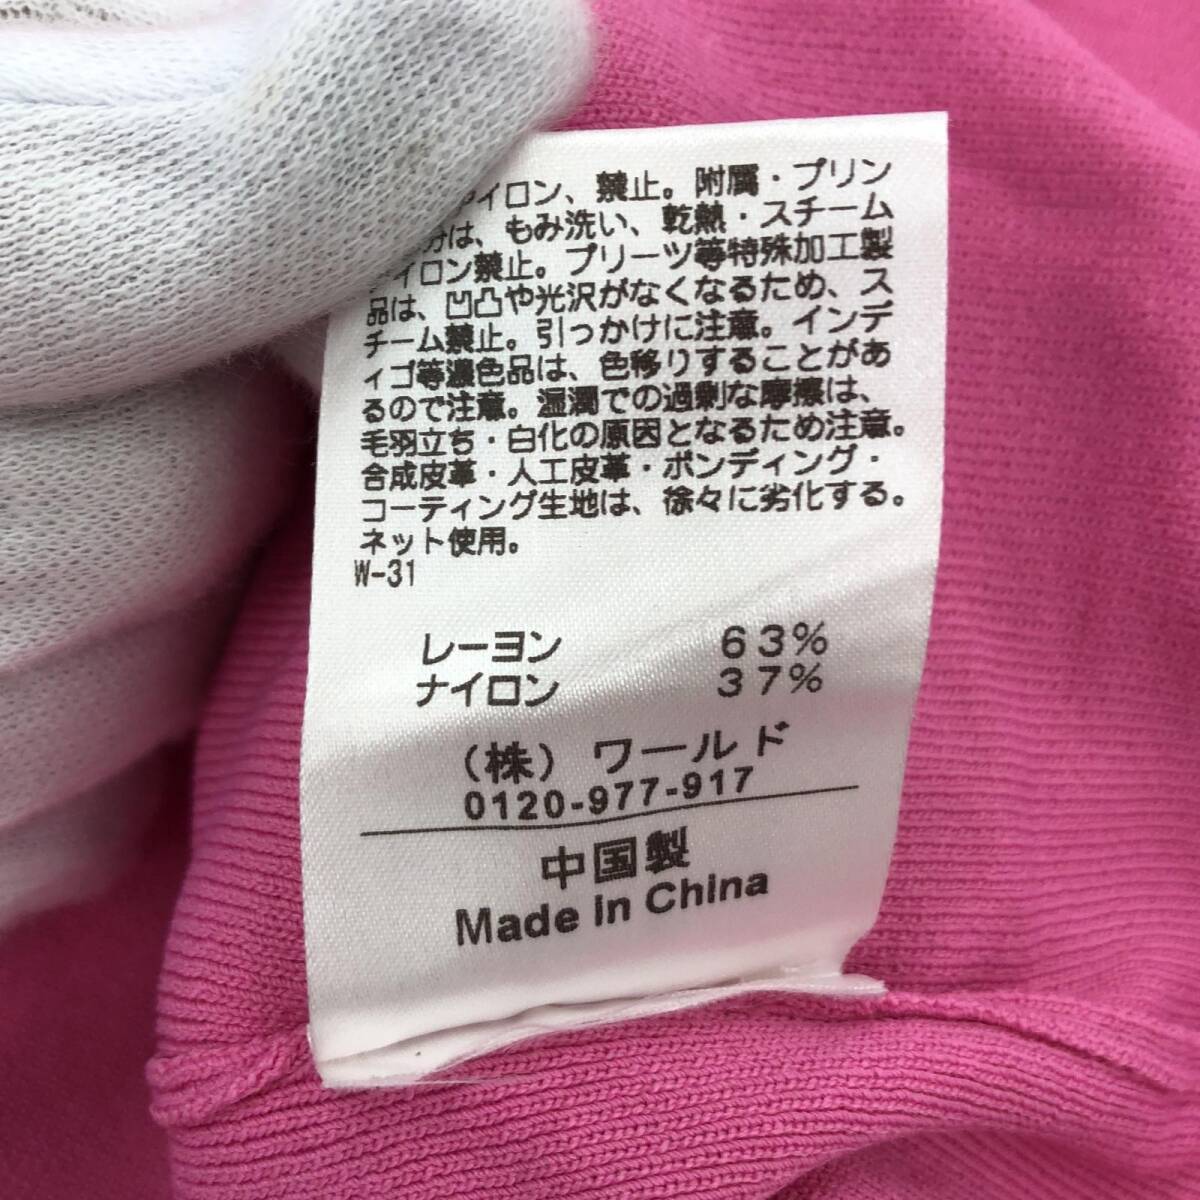 イロン、禁止。附属・プリン
分は、もみ洗い、乾熱・スチーム
イロン禁止。プリーツ等特殊加工製
品は、凹凸や光沢がなくなるため、ス
チーム禁止。引っかけに注意。インデ
ィゴ等濃色品は、色移りすることがあ
るので注意。湿潤での過剰な摩擦は、
毛羽立ち・白化の原因となるため注意。
合成皮革・人工皮革・ボンディング・
コーティング生地は、徐々に劣化する。
ネット使用。
W-31
レーヨン 63%
ナイロン 37%
(株) ワールド
0120-977-917
中国製
Made in China